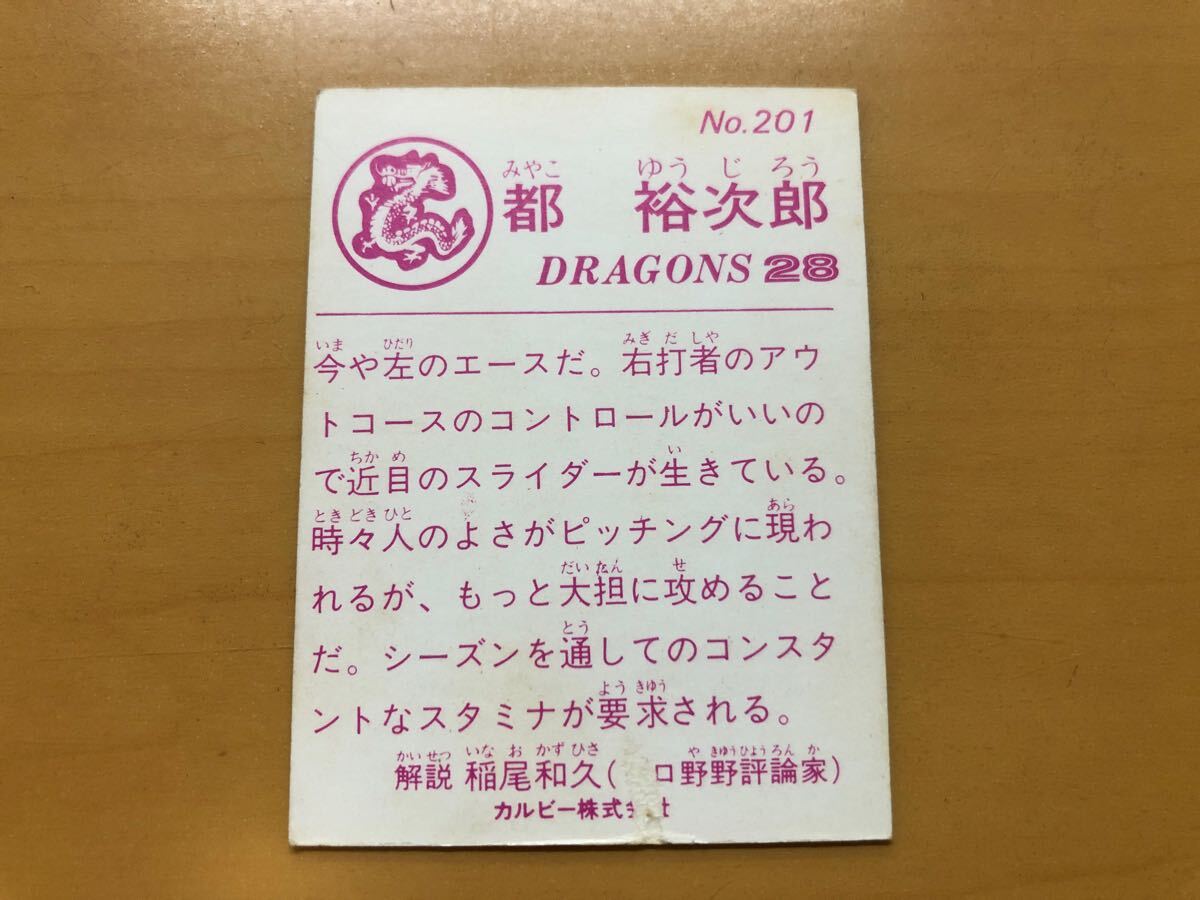 No.201
みやこ ゆう じ ろう
都 裕次郎
DRAGONS 28
いま ひだり みぎ だ しや
今や左のエースだ。右打者のアウ
トコースのコントロールがいいの
ちか め い
で近目のスライダーが生きている。
とき どき ひと あら
時々人のよさがピッチングに現わ
だい たん せ
れるが、もっと大担に攻めること
とう
だ。シーズンを通してのコンスタ
よう きゆう
ントなスタミナが要求される。
かい せつ いな お かず ひさ や きゆう ひよう ろん か
解説 稲尾和久( ロ野野評論家)
カルビー株式